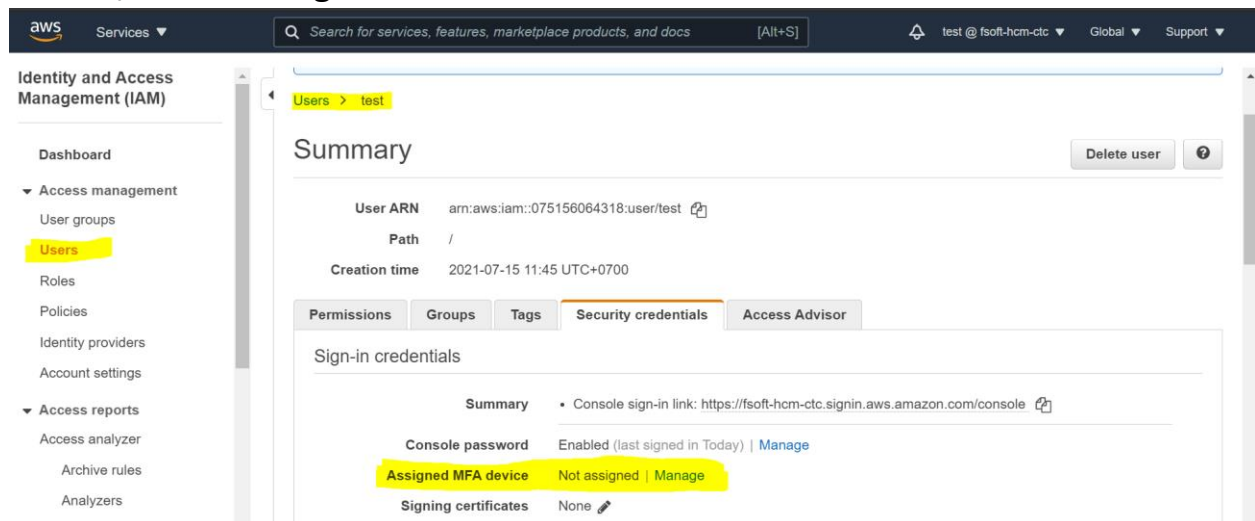 aws Services ▼ Search for services, features, marketplace products, and docs [Alt+S] test @ fsoft-hcm-ctc ▼ Global ▼ Support ▼
Identity and Access
Management (IAM)
Dashboard
Access management
User groups
Users
Roles
Policies
Identity providers
Account settings
Access reports
Access analyzer
Archive rules
Analyzers
Users > test
Summary
Delete user
User ARN arn:aws:iam::075156064318:user/test
Path /
Creation time 2021-07-15 11:45 UTC+0700
Permissions Groups Tags Security credentials Access Advisor
Sign-in credentials
Summary • Console sign-in link: https://fsoft-hcm-ctc.signin.aws.amazon.com/console
Console password Enabled (last signed in Today) | Manage
Assigned MFA device Not assigned | Manage
Signing certificates None